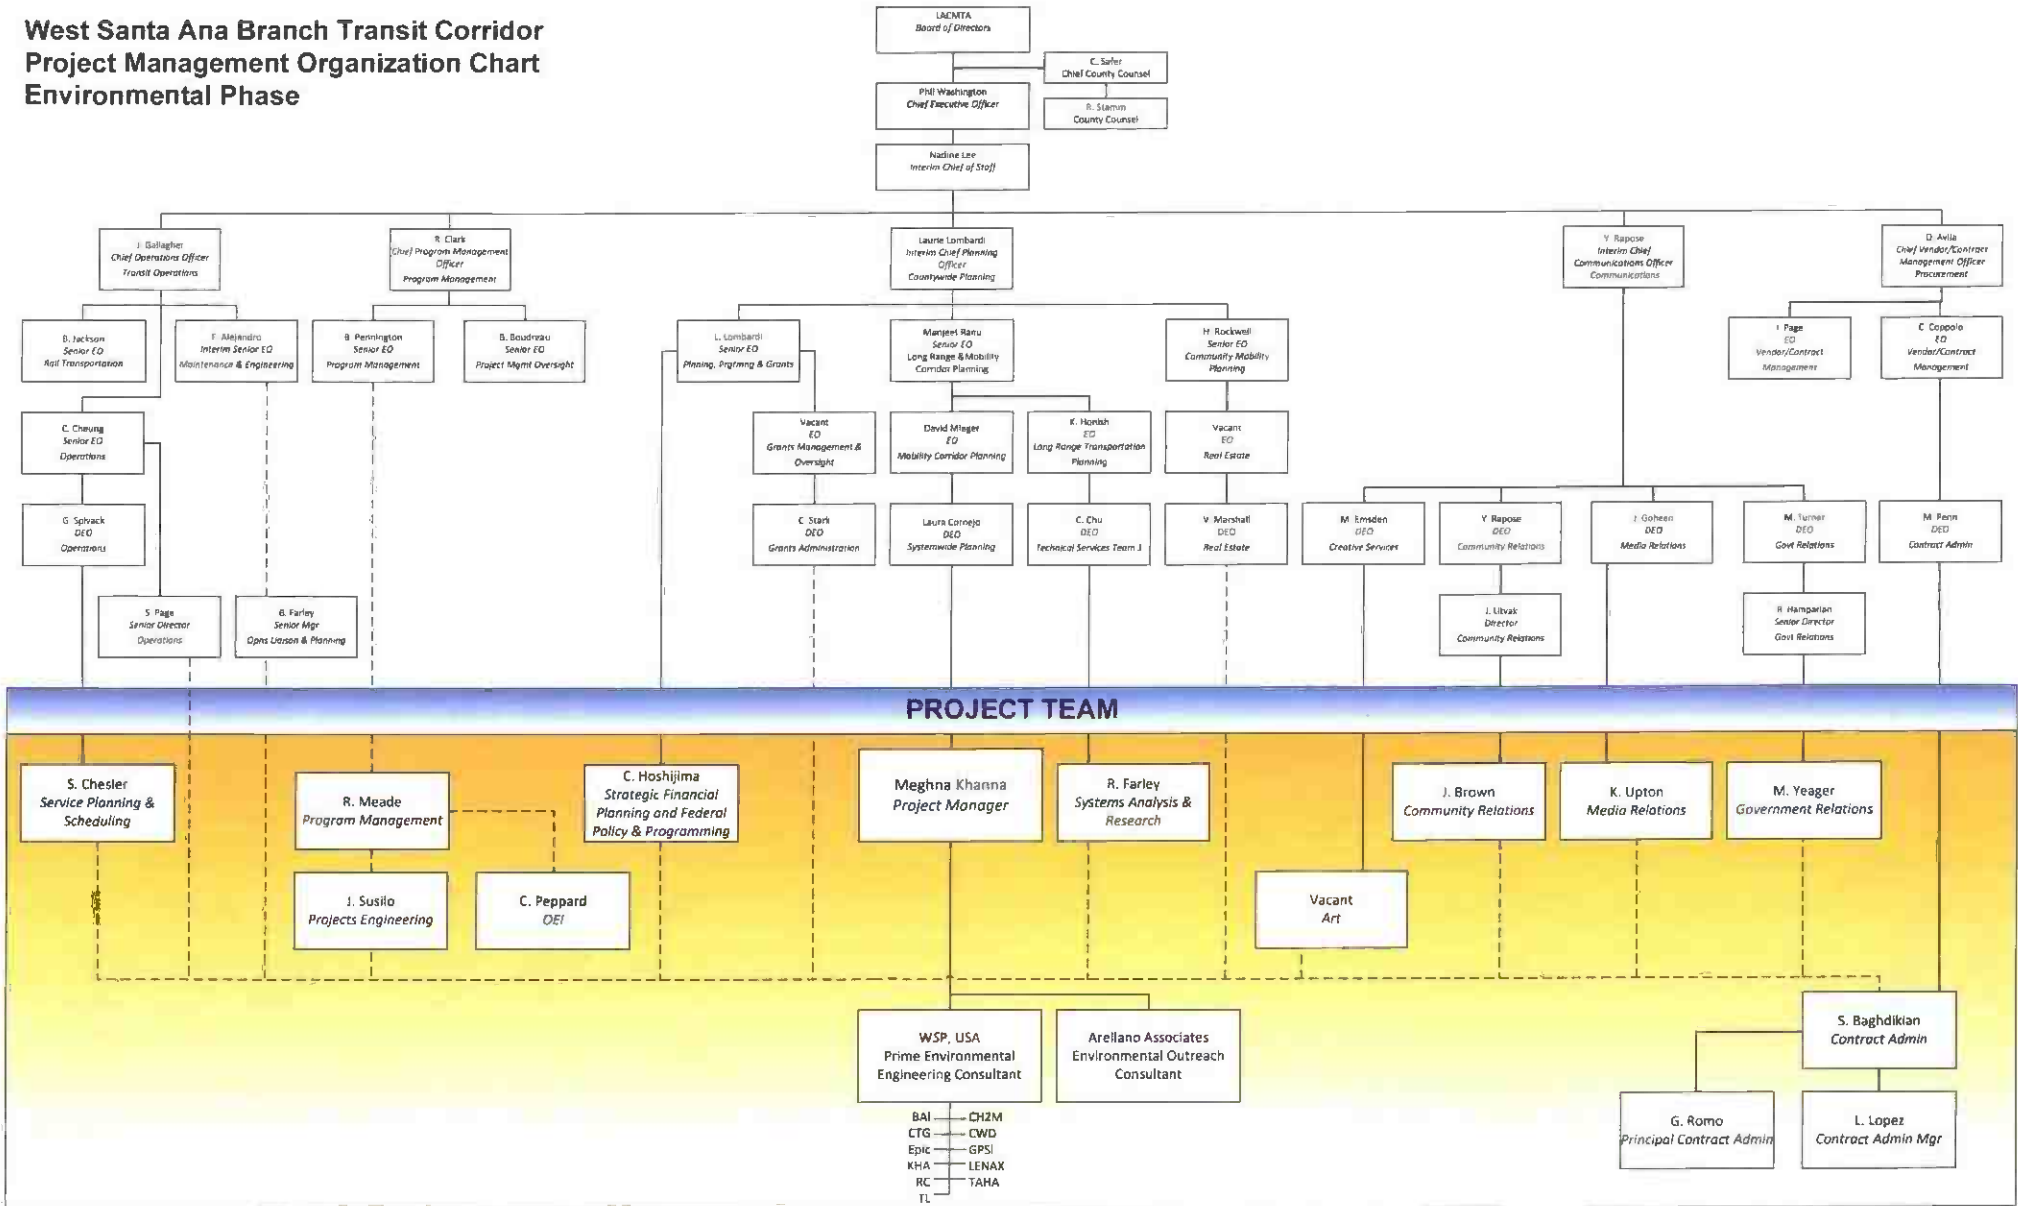 West Santa Ana Branch Transit Corridor
Project Management Organization Chart
Environmental Phase
LACMTA
Board of Directors
C. Safer
Chief County Counsel
Phil Washington
Chief Executive Officer
R. Stamm
County Counsel
Nadine Lee
Interim Chief of Staff
J. Gallagher
Chief Operations Officer
Transit Operations
R. Clark
Chief Program Management
Officer
Program Management
Laurie Lombardi
Interim Chief Planning
Officer
Countywide Planning
Y. Rapose
Interim Chief
Communications Officer
Communications
D. Avila
Chief Vendor/Contract
Management Officer
Procurement
D. Jackson
Senior EO
Rail Transportation
F. Alejandro
Interim Senior EO
Maintenance & Engineering
B. Pennington
Senior EO
Program Management
B. Boudreau
Senior EO
Project Mgmt Oversight
L. Lombardi
Senior EO
Plnning, Prgrmng & Grants
Manjeet Ranu
Senior EO
Long Range & Mobility
Corridor Planning
H. Rockwell
Senior EO
Community Mobility
Planning
J. Page
EO
Vendor/Contract
Management
C. Coppolo
EO
Vendor/Contract
Management
C. Cheung
Senior EO
Operations
Vacant
EO
Grants Management &
Oversight
David Mieger
EO
Mobility Corridor Planning
K. Honish
EO
Long Range Transportation
Planning
Vacant
EO
Real Estate
G. Spivack
DEO
Operations
C. Stark
DEO
Grants Administration
Laura Cornejo
DEO
Systemwide Planning
C. Chu
DEO
Technical Services Team 3
V. Marshall
DEO
Real Estate
M. Emsden
DEO
Creative Services
Y. Rapose
DEO
Community Relations
J. Goheen
DEO
Media Relations
M. Turner
DEO
Govt Relations
M. Penn
DEO
Contract Admin
S. Page
Senior Director
Operations
B. Farley
Senior Mgr
Opns Liaison & Planning
J. Litvak
Director
Community Relations
R. Hamparian
Senior Director
Govt Relations
PROJECT TEAM
S. Chesler
Service Planning &
Scheduling
R. Meade
Program Management
C. Hoshijima
Strategic Financial
Planning and Federal
Policy & Programming
Meghna Khanna
Project Manager
R. Farley
Systems Analysis &
Research
J. Brown
Community Relations
K. Upton
Media Relations
M. Yeager
Government Relations
J. Susilo
Projects Engineering
C. Peppard
OEI
Vacant
Art
WSP, USA
Prime Environmental
Engineering Consultant
Arellano Associates
Environmental Outreach
Consultant
S. Baghdikian
Contract Admin
G. Romo
Principal Contract Admin
L. Lopez
Contract Admin Mgr
BAI CH2M
CTG CWD
Epic GPSI
KHA LENAX
RC TAHA
TL